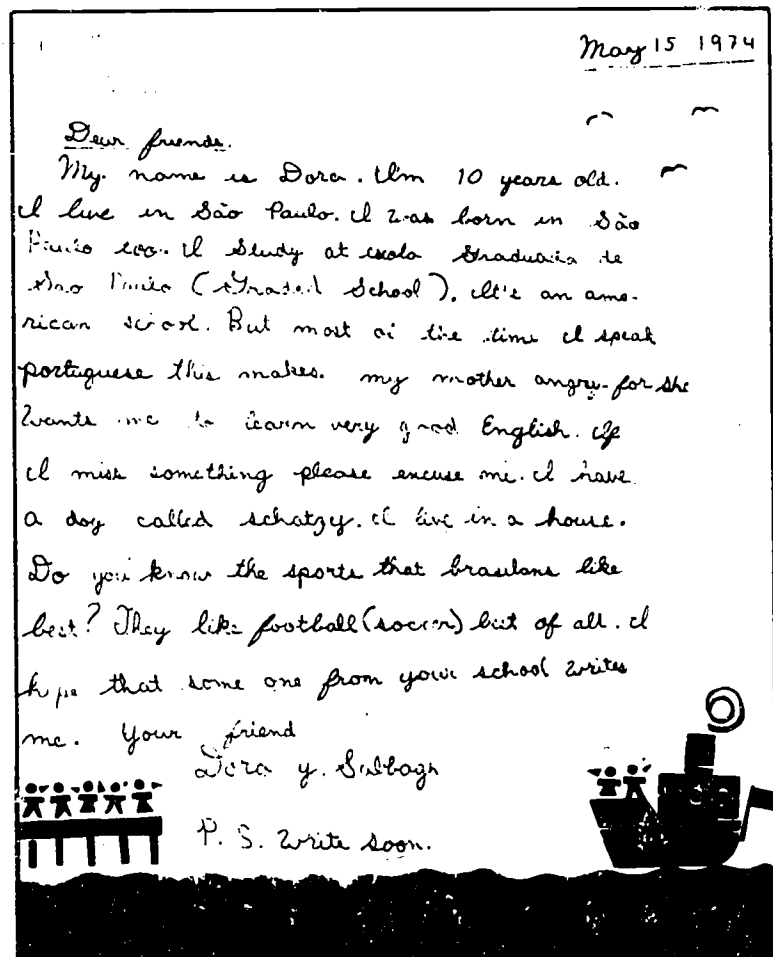 May 15 1974
Dear friends.
My. name is Dora. I'm 10 years old.
I live in São Paulo. I was born in São
Paulo too. I study at escola Graduada de
São Paulo (Graded School). It's an ame-
rican school. But most of the time I speak
portuguese this makes. my mother angry for she
wants me to learn very good English. If
I miss something please excuse me. I have
a dog called schatzy. I live in a house.
Do you know the sports that brasilans like
best? They like football (soccer) best of all. I
hope that some one from your school writes
me. Your friend
Dora y.
P. S. Write soon.